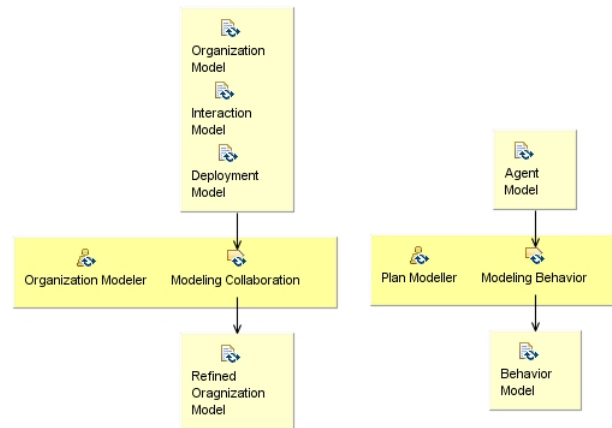 Organization
Model
Interaction
Model
Deployment
Model
Organization Modeler
Modeling Collaboration
Refined
Oragnization
Model
Agent
Model
Plan Modeller
Modeling Behavior
Behavior
Model